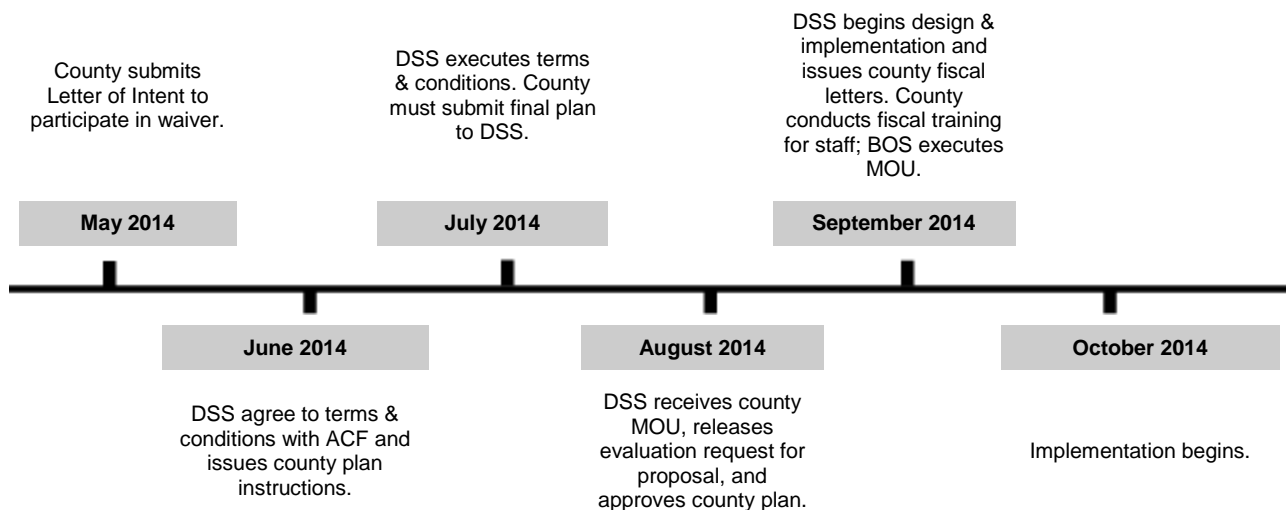 County submits
Letter of Intent to
participate in waiver.
May 2014
DSS agree to terms &
conditions with ACF and
issues county plan
instructions.
June 2014
DSS executes terms
& conditions. County
must submit final plan
to DSS.
July 2014
August 2014
DSS receives county
MOU, releases
evaluation request for
proposal, and
approves county plan.
DSS begins design &
implementation and
issues county fiscal
letters. County
conducts fiscal training
for staff; BOS executes
MOU.
September 2014
October 2014
Implementation begins.